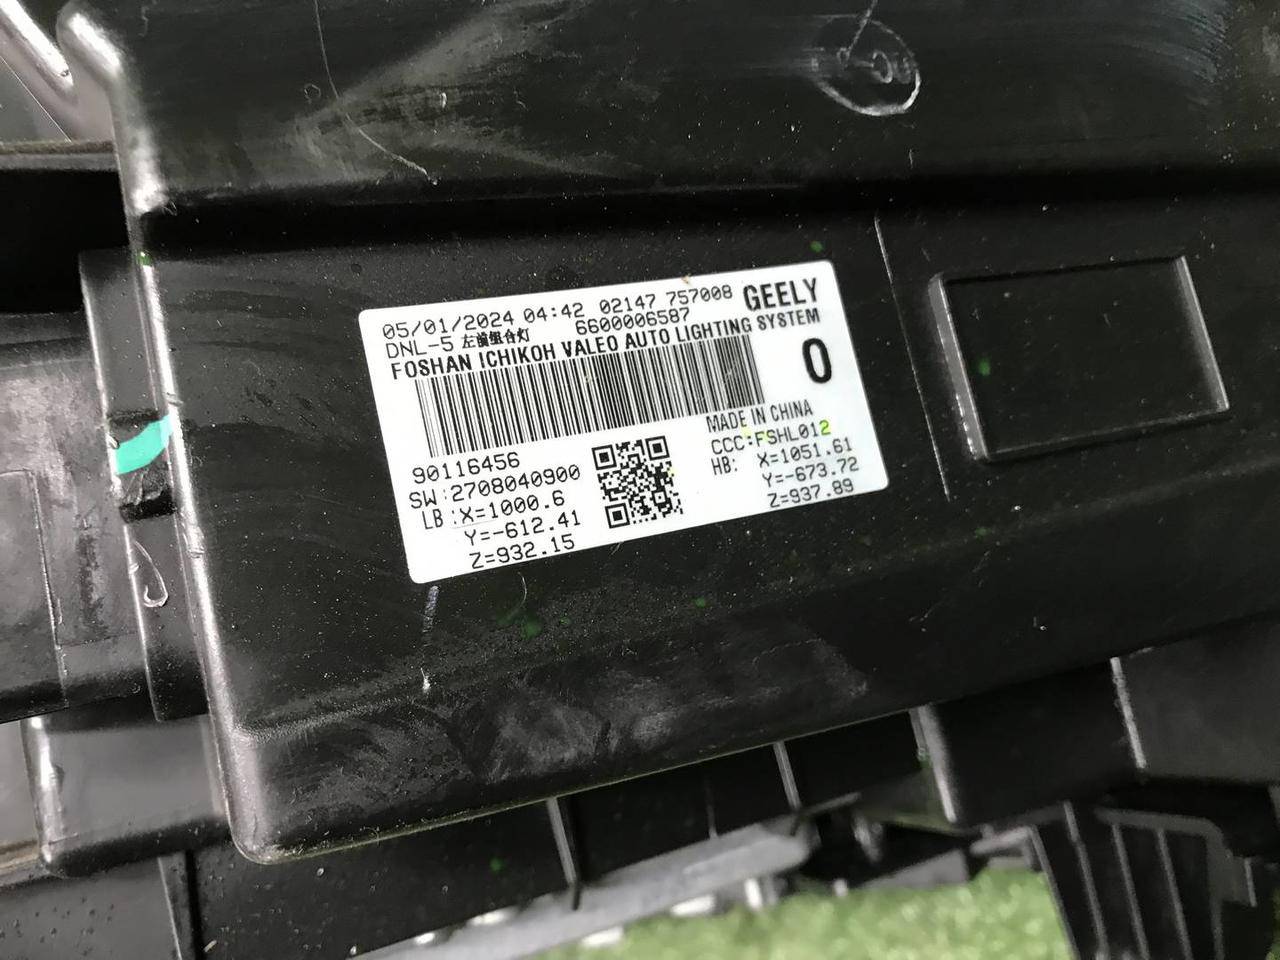 05/01/2024 04:42 02147 757008 GEELY
DNL-5 左前组合灯 6600006587
FOSHAN ICHIKOH VALEO AUTO LIGHTING SYSTEM
0
MADE IN CHINA
90116456
CCC:FSHL012
SW:2708040900
HB: X=1051.61
LB:X=1000.6
Y=-673.72
Y=-612.41
Z=937.89
Z=932.15